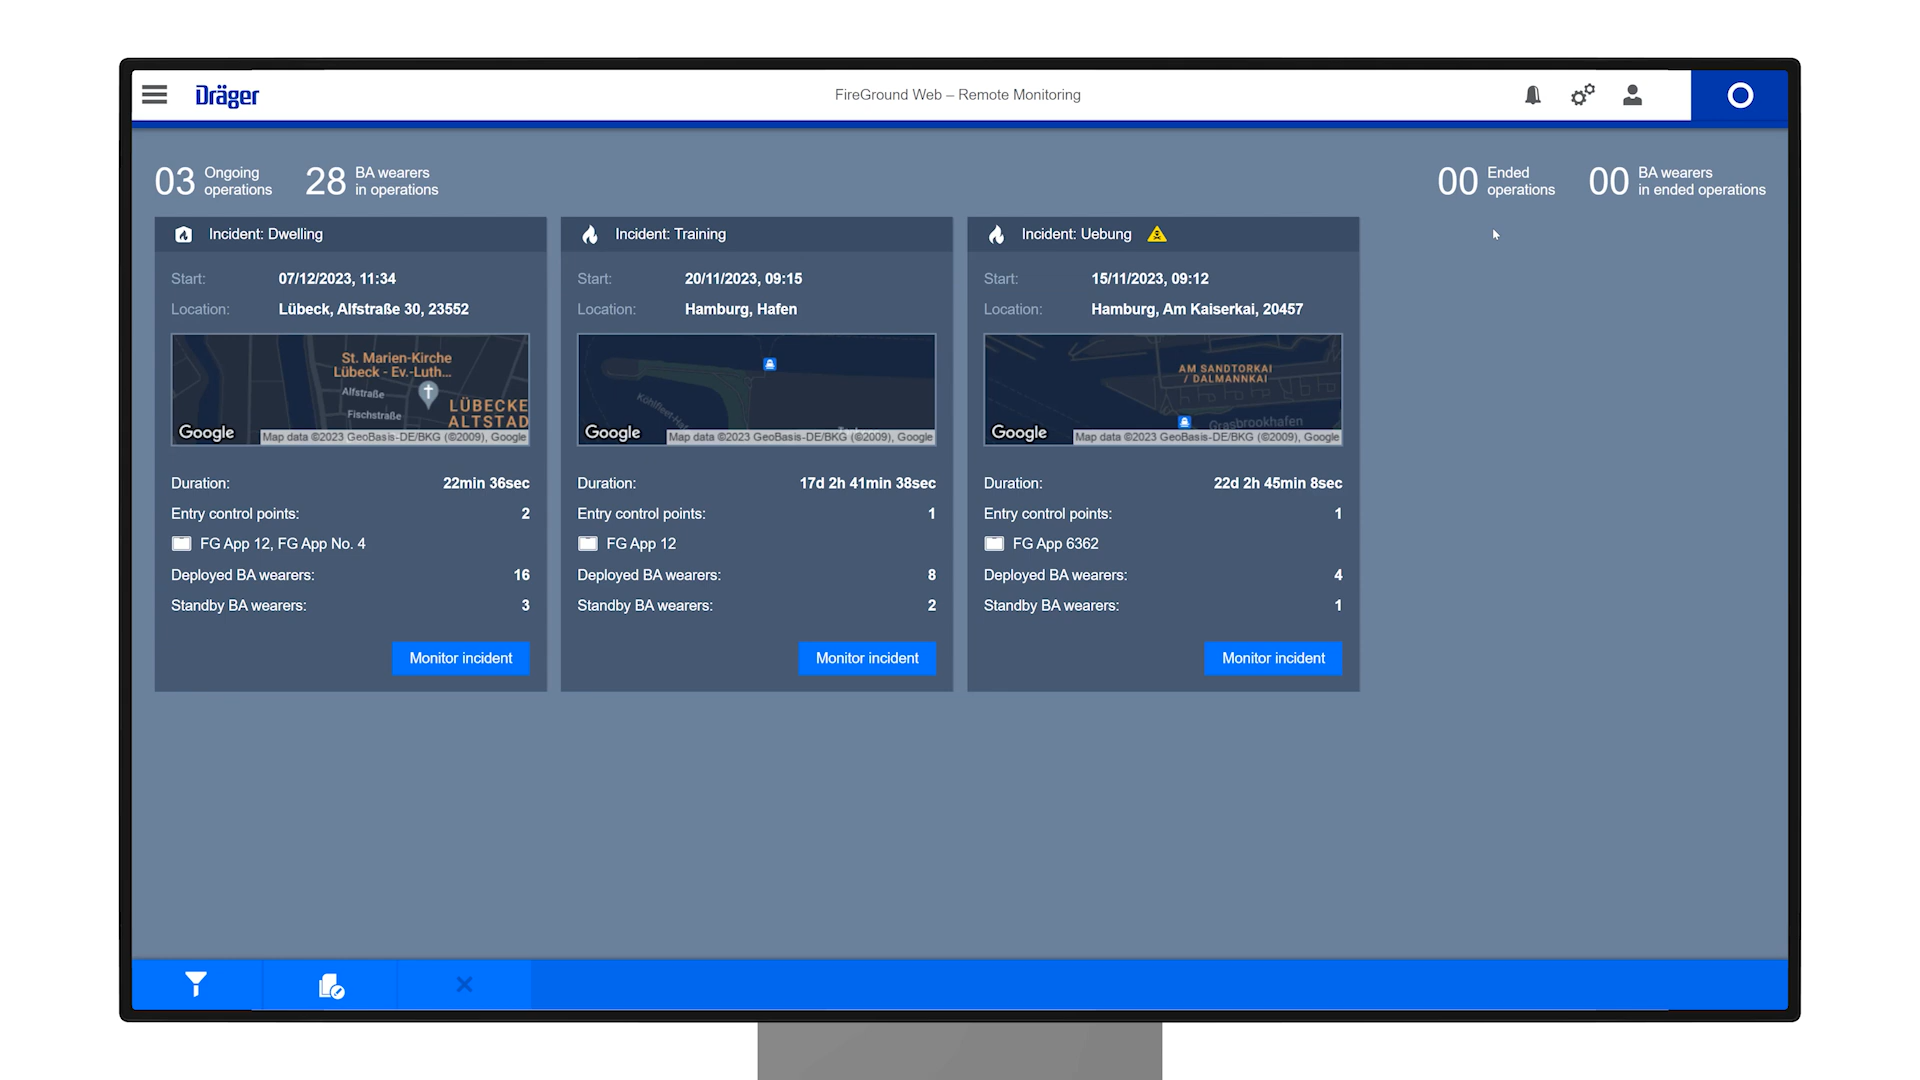 Dräger
FireGround Web – Remote Monitoring
03 Ongoing operations
28 BA wearers in operations
00 Ended operations
00 BA wearers in ended operations
Incident: Dwelling
Start: 07/12/2023, 11:34
Location: Lübeck, Alfstraße 30, 23552
St. Marien-Kirche
Lübeck - Ev.-Luth...
Alfstraße
Fischstraße
LÜBECKE
ALTSTAD
Google
Map data ©2023 GeoBasis-DE/BKG (©2009), Google
Duration: 22min 36sec
Entry control points: 2
FG App 12, FG App No. 4
Deployed BA wearers: 16
Standby BA wearers: 3
Monitor incident
Incident: Training
Start: 20/11/2023, 09:15
Location: Hamburg, Hafen
Köhlfleet-Haf
Google
Map data ©2023 GeoBasis-DE/BKG (©2009), Google
Duration: 17d 2h 41min 38sec
Entry control points: 1
FG App 12
Deployed BA wearers: 8
Standby BA wearers: 2
Monitor incident
Incident: Uebung
Start: 15/11/2023, 09:12
Location: Hamburg, Am Kaiserkai, 20457
AM SANDTORKAI
/ DALMANNKAI
Grasbrookhafen
Google
Map data ©2023 GeoBasis-DE/BKG (©2009), Google
Duration: 22d 2h 45min 8sec
Entry control points: 1
FG App 6362
Deployed BA wearers: 4
Standby BA wearers: 1
Monitor incident